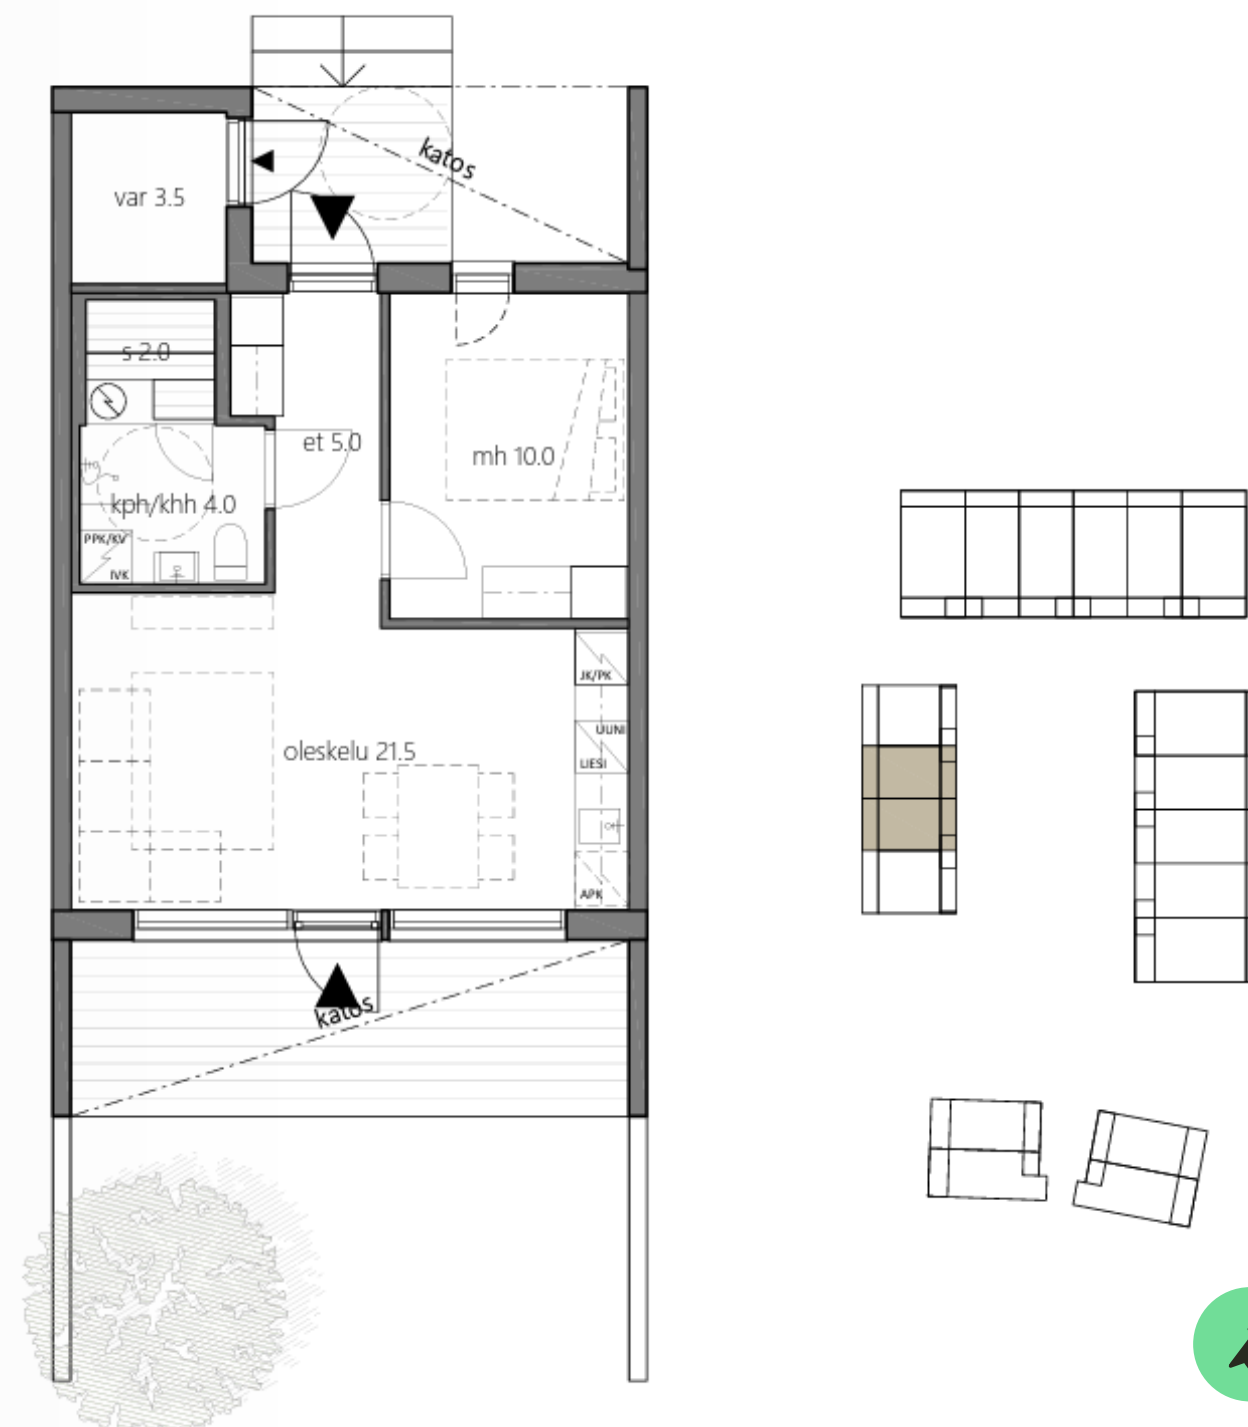 katos
var 3.5
s 2.0
et 5.0
mh 10.0
kph/khh 4.0
PPK/KV
IVK
JK/PK
UUNI
LIESI
oleskelu 21.5
APK
katos